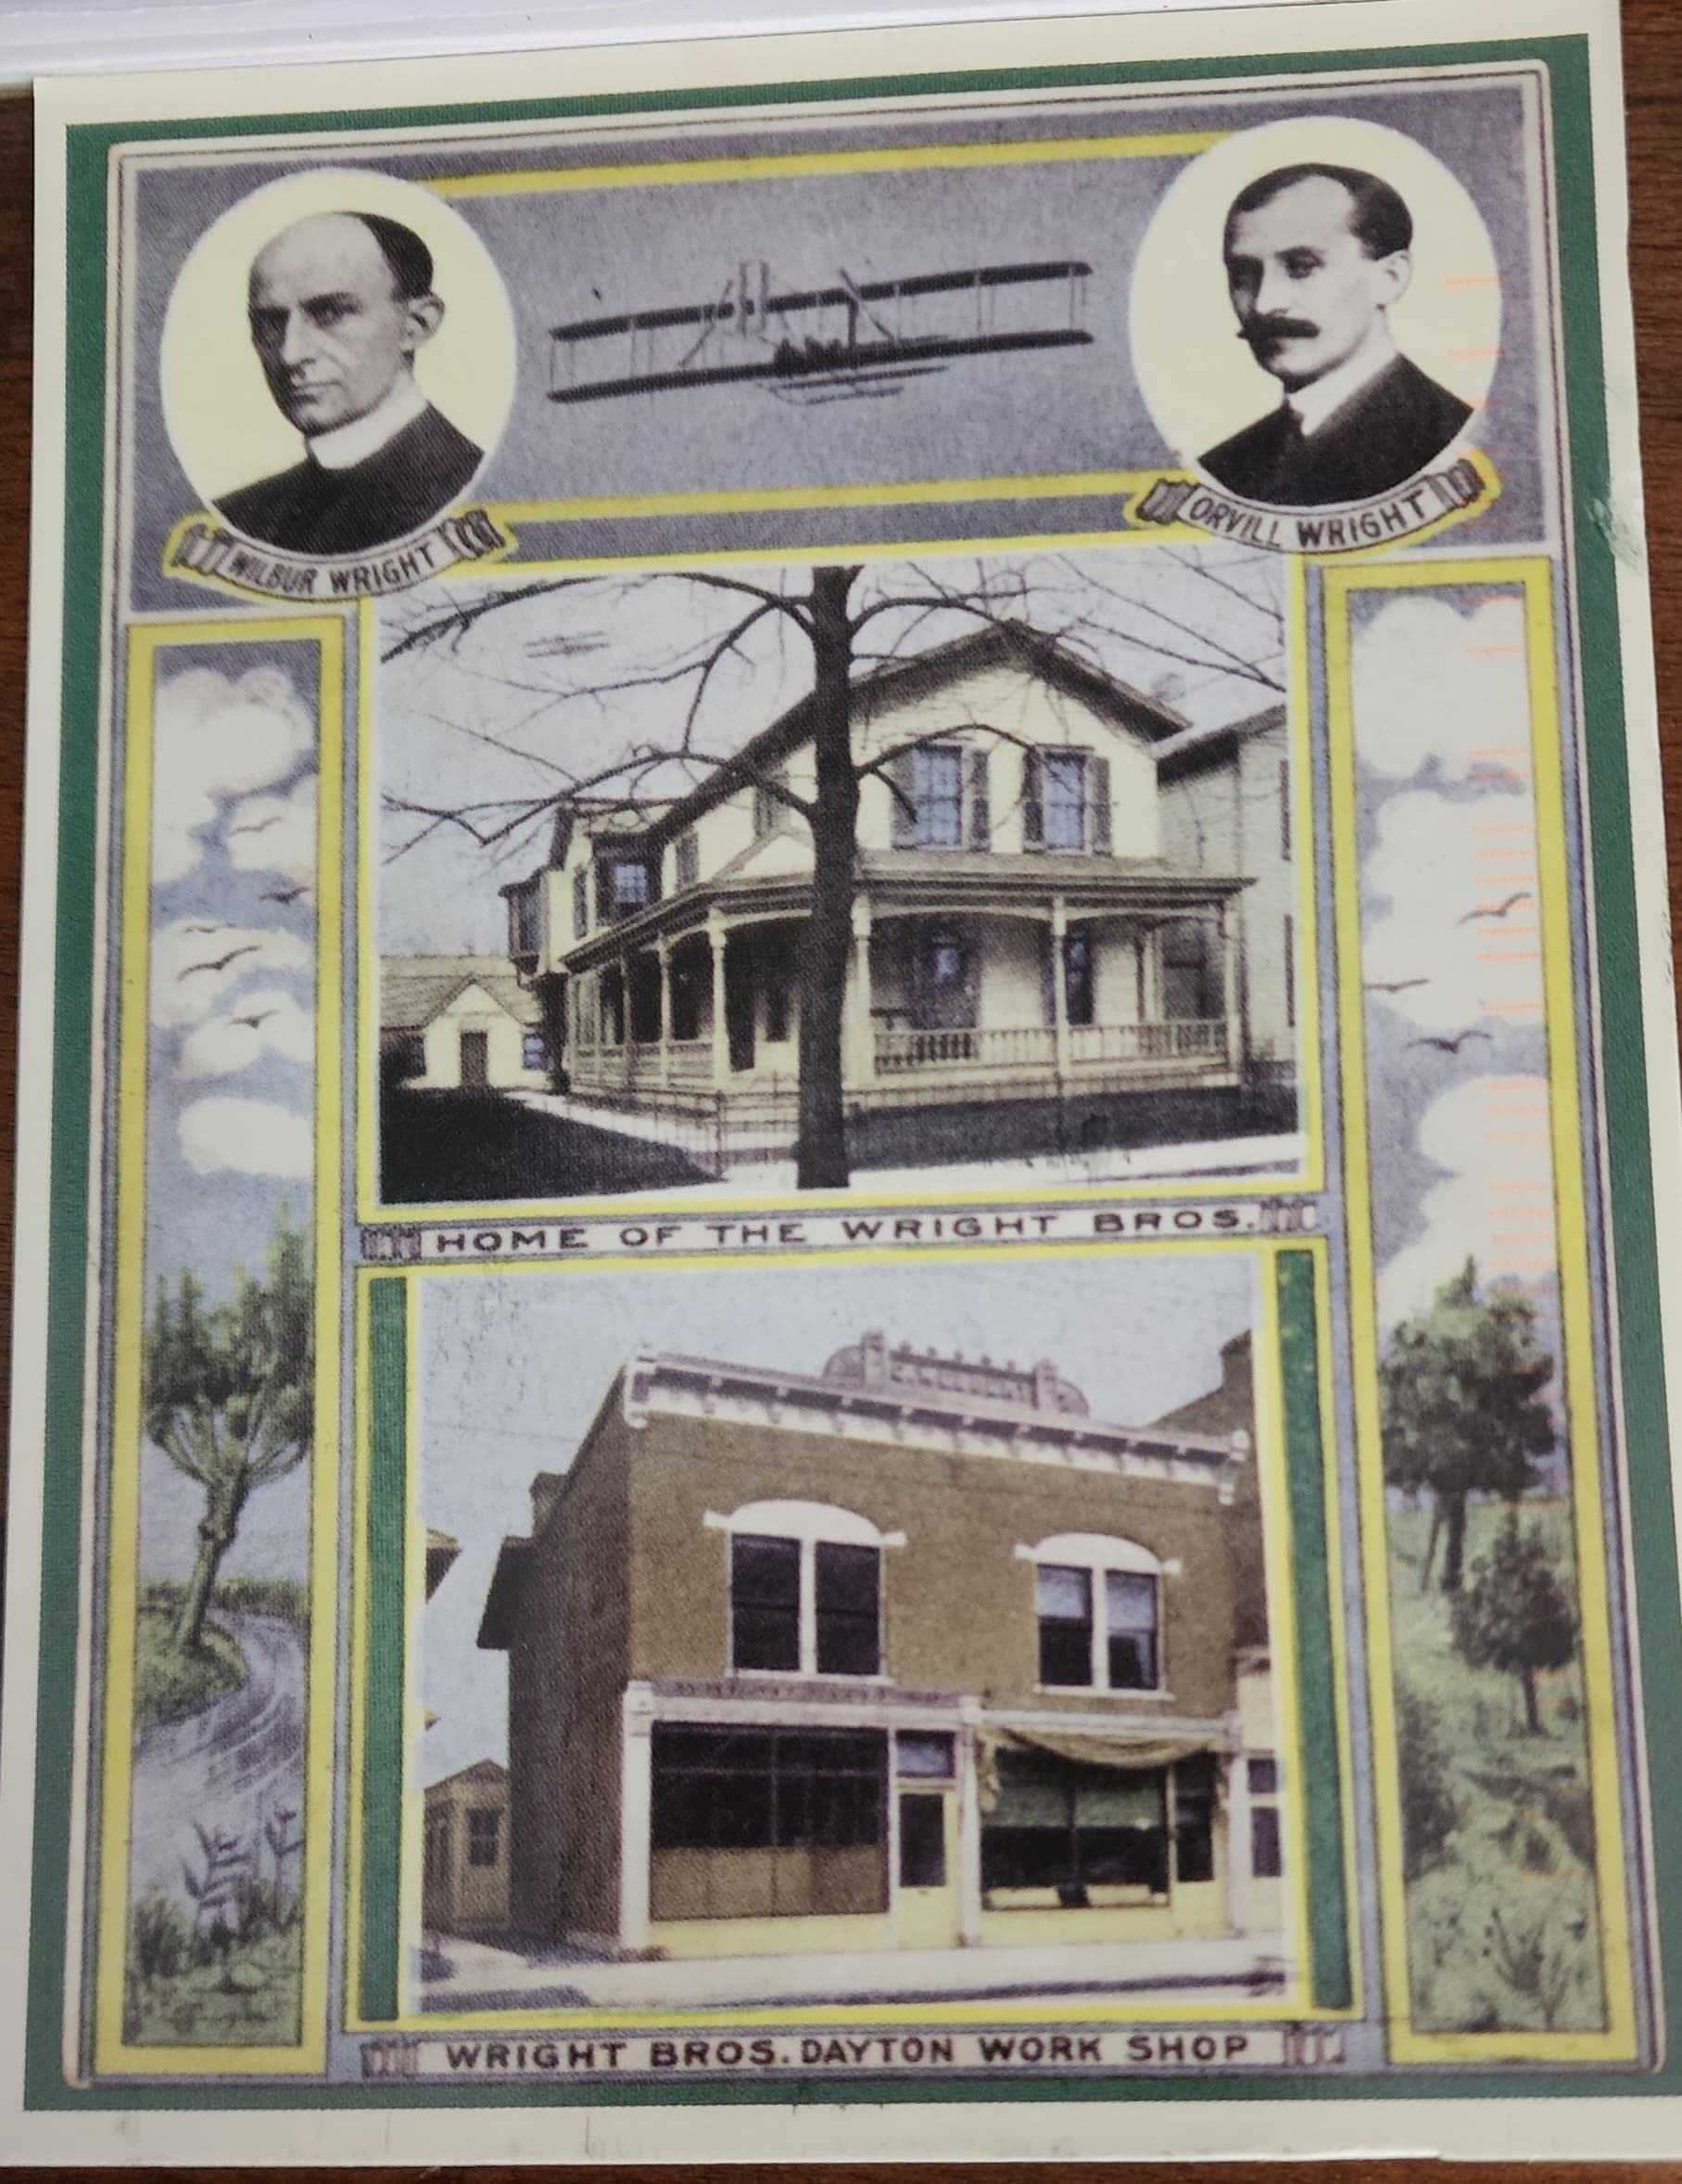 WILBUR WRIGHT
ORVILL WRIGHT
HOME OF THE WRIGHT BROS.
WRIGHT BROS. DAYTON WORK SHOP